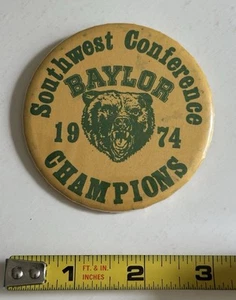 Southwest Conference
BAYLOR
19 74
CHAMPIONS
FT. & IN.
INCHES
1 2 3